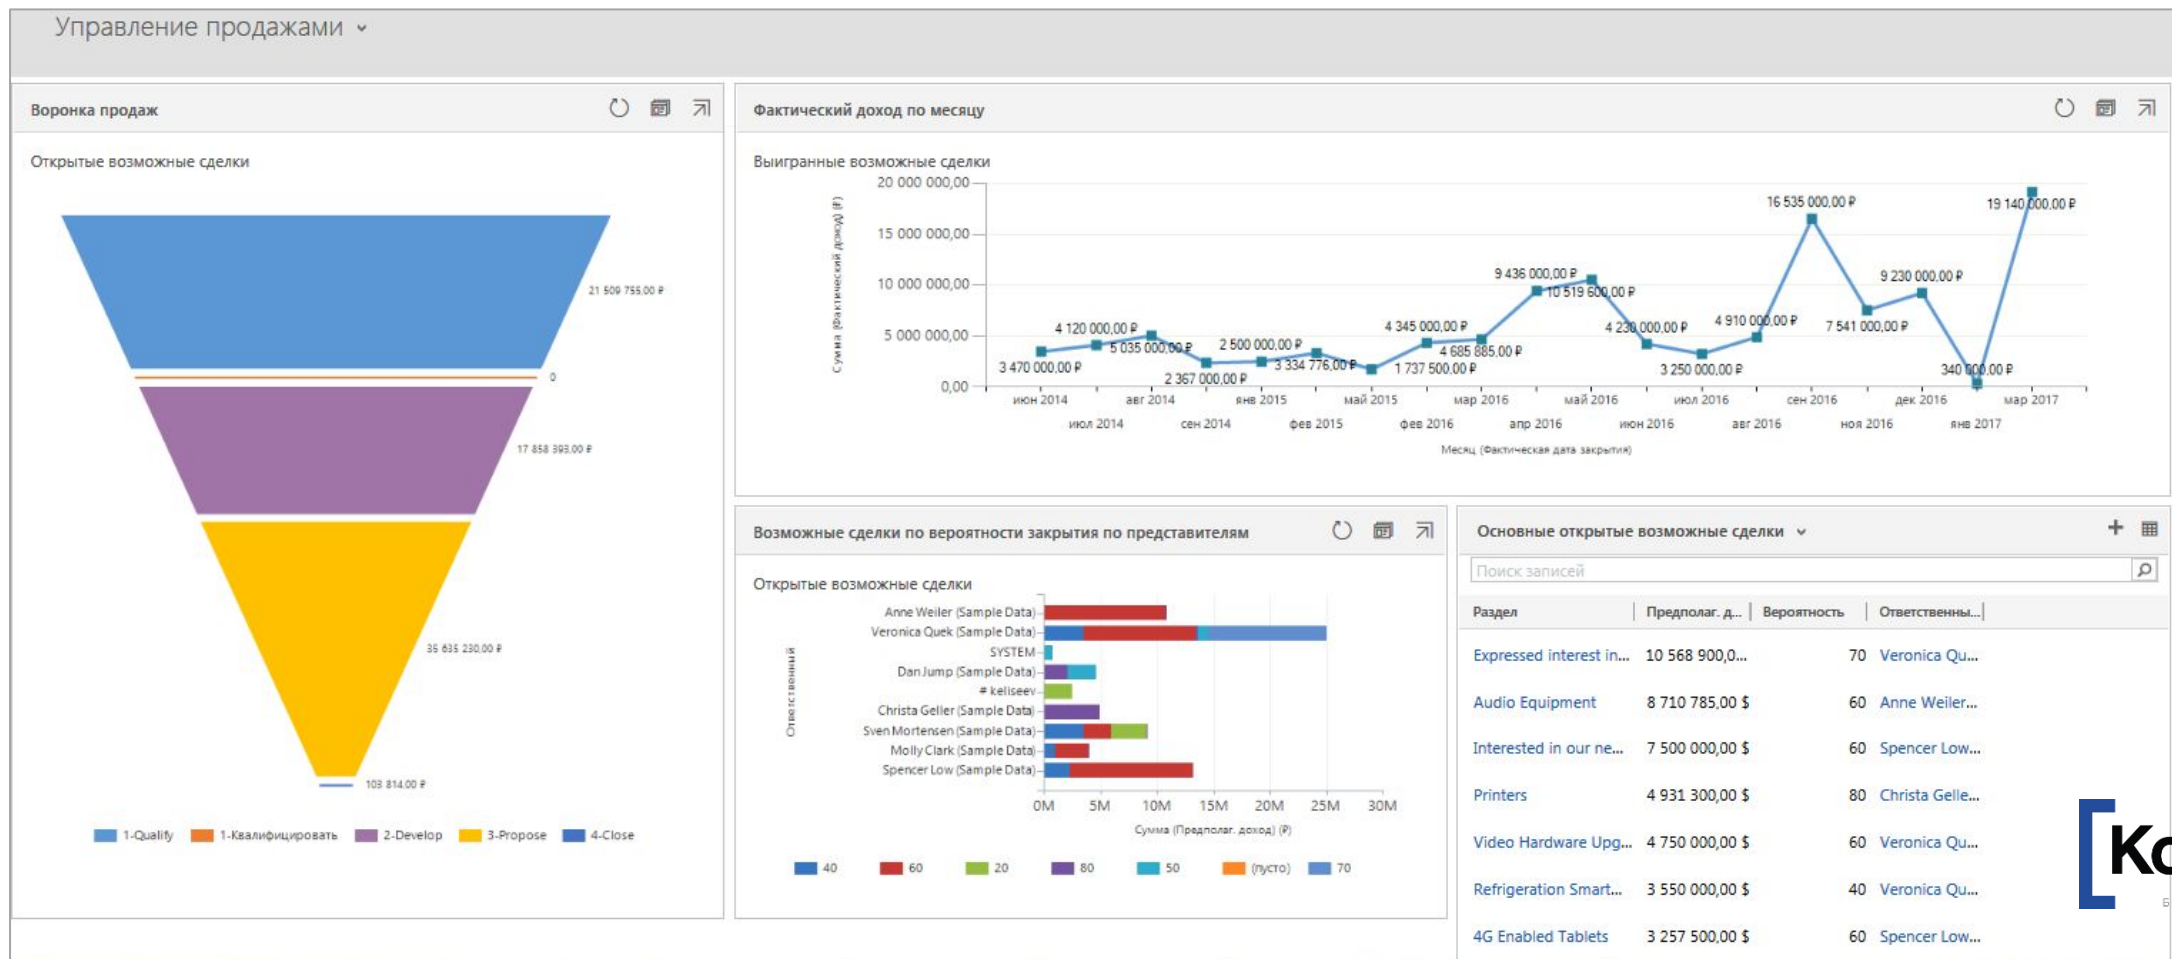 Управление продажами
Воронка продаж
Открытые возможные сделки
21 509 755,00 ₽
0
17 858 393,00 ₽
35 635 230,00 ₽
103 814,00 ₽
1-Qualify 1-Квалифицировать 2-Develop 3-Propose 4-Close
Фактический доход по месяцу
Выигранные возможные сделки
Сумма (Фактический доход) (₽)
20 000 000,00
15 000 000,00
10 000 000,00
5 000 000,00
0,00
3 470 000,00 ₽
4 120 000,00 ₽
5 035 000,00 ₽
2 367 000,00 ₽
2 500 000,00 ₽
3 334 776,00 ₽
1 737 500,00 ₽
4 345 000,00 ₽
4 685 885,00 ₽
9 436 000,00 ₽
10 519 600,00 ₽
4 230 000,00 ₽
3 250 000,00 ₽
4 910 000,00 ₽
16 535 000,00 ₽
7 541 000,00 ₽
9 230 000,00 ₽
340 000,00 ₽
19 140 000,00 ₽
июн 2014 авг 2014 янв 2015 май 2015 мар 2016 май 2016 июл 2016 сен 2016 дек 2016 мар 2017
июл 2014 сен 2014 фев 2015 фев 2016 апр 2016 июн 2016 авг 2016 ноя 2016 янв 2017
Месяц (Фактическая дата закрытия)
Возможные сделки по вероятности закрытия по представителям
Открытые возможные сделки
Ответственный
Anne Weiler (Sample Data)
Veronica Quek (Sample Data)
SYSTEM
Dan Jump (Sample Data)
# keliseev
Christa Geller (Sample Data)
Sven Mortensen (Sample Data)
Molly Clark (Sample Data)
Spencer Low (Sample Data)
0M 5M 10M 15M 20M 25M 30M
Сумма (Предполаг. доход) (₽)
40 60 20 80 50 (пусто) 70
Основные открытые возможные сделки
Поиск записей
Раздел Предполаг. д... Вероятность Ответственны...
Expressed interest in... 10 568 900,0... 70 Veronica Qu...
Audio Equipment 8 710 785,00 $ 60 Anne Weiler...
Interested in our ne... 7 500 000,00 $ 60 Spencer Low...
Printers 4 931 300,00 $ 80 Christa Gelle...
Video Hardware Upg... 4 750 000,00 $ 60 Veronica Qu...
Refrigeration Smart... 3 550 000,00 $ 40 Veronica Qu...
4G Enabled Tablets 3 257 500,00 $ 60 Spencer Low...